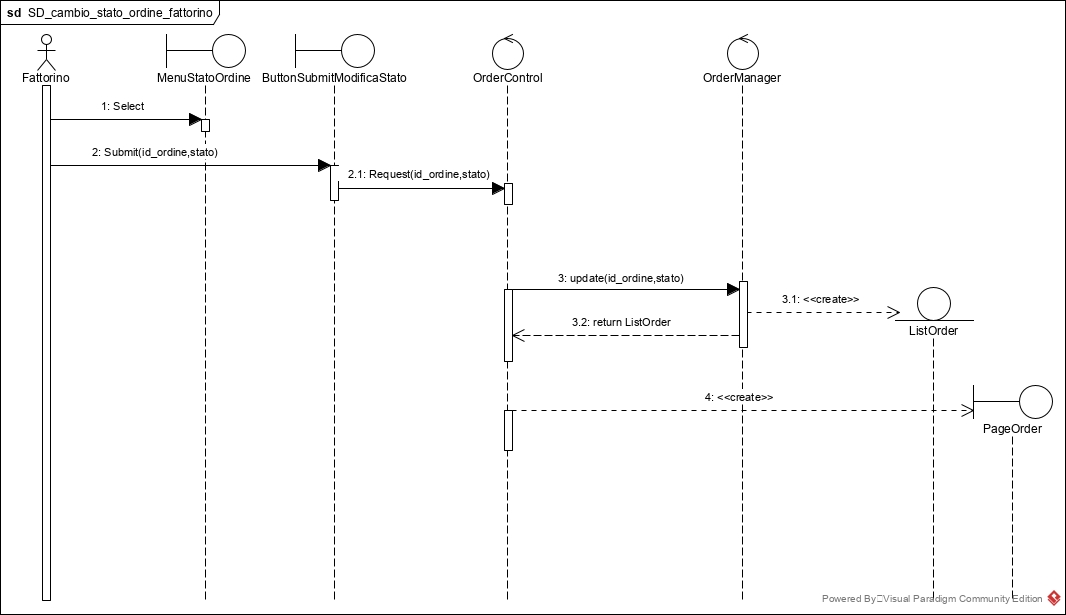 sd SD_cambio_stato_ordine_fattorino
Fattorino
MenuStatoOrdine
ButtonSubmitModificaStato
OrderControl
OrderManager
1: Select
2: Submit(id_ordine,stato)
2.1: Request(id_ordine,stato)
3: update(id_ordine,stato)
3.1: <<create>>
3.2: return ListOrder
ListOrder
4: <<create>>
PageOrder
Powered By Visual Paradigm Community Edition